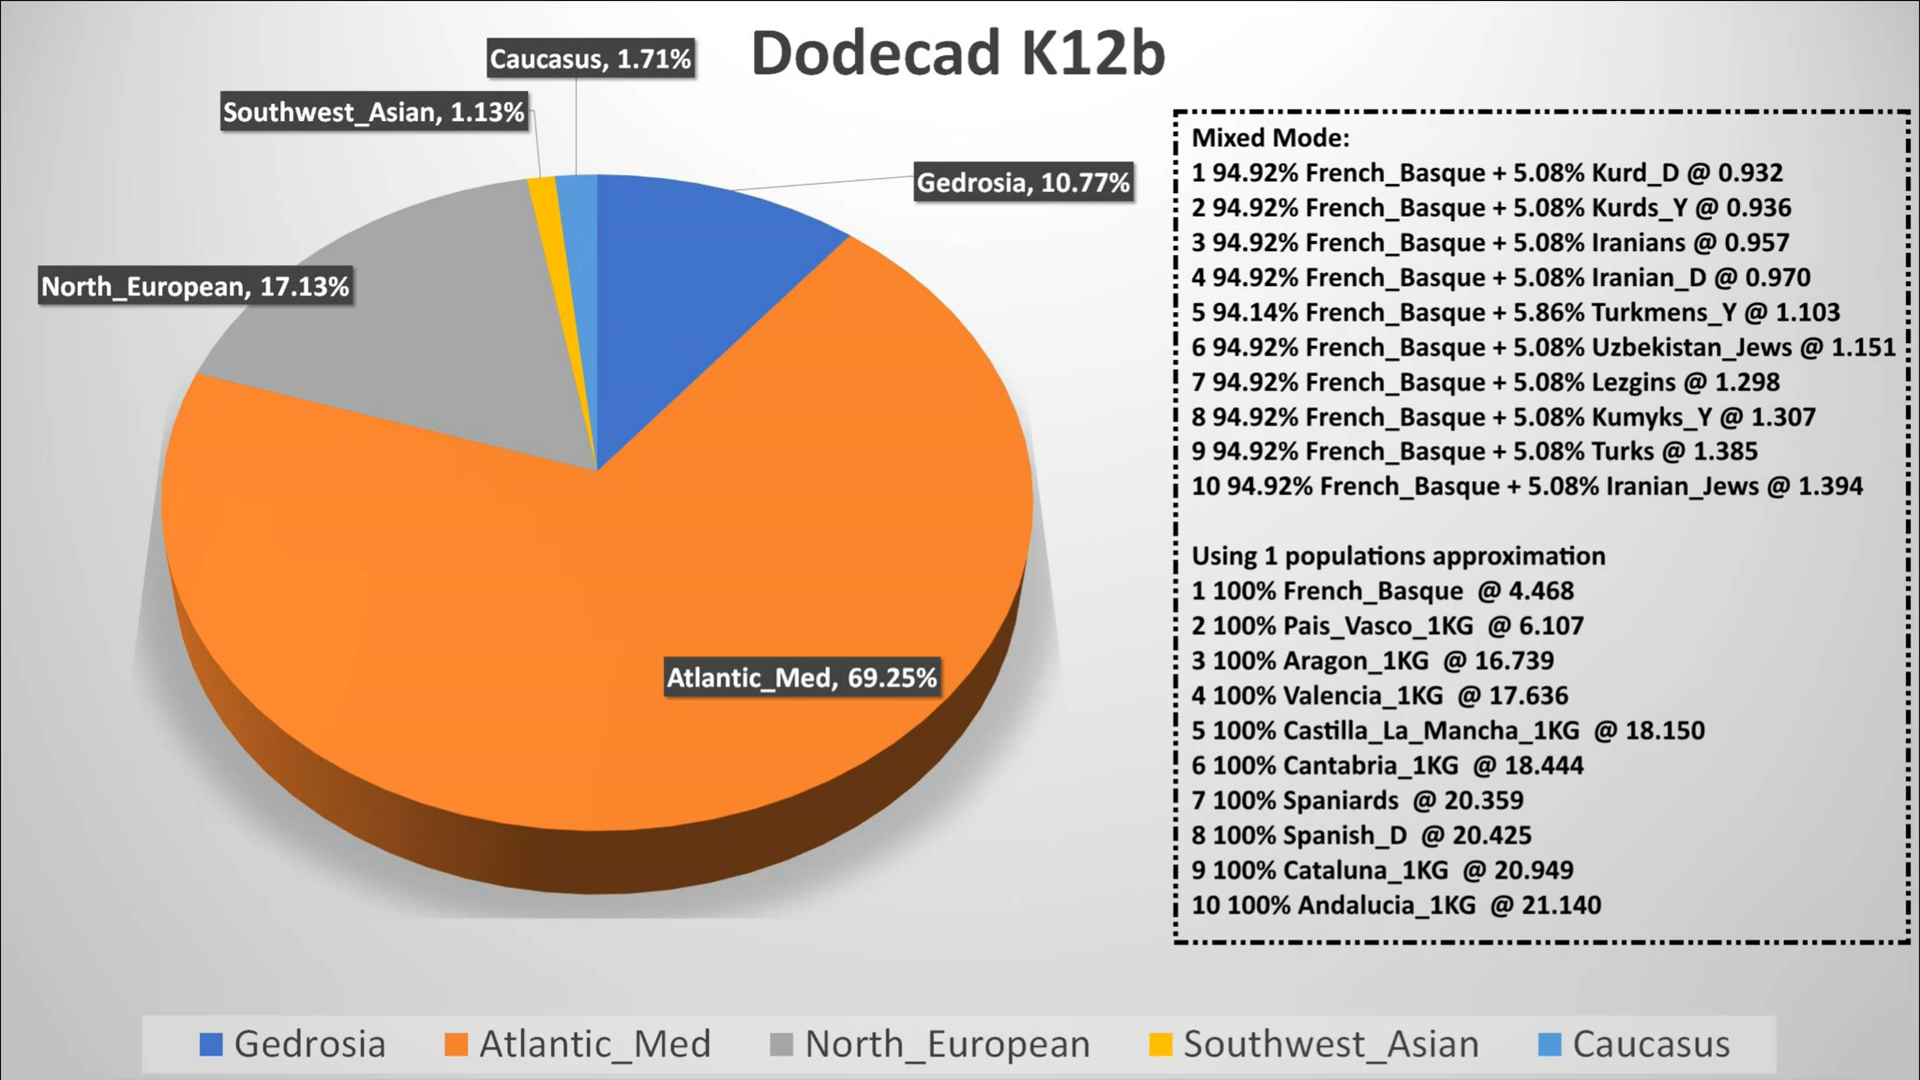 Dodecad K12b
Caucasus, 1.71%
Southwest_Asian, 1.13%
Gedrosia, 10.77%
North_European, 17.13%
Atlantic_Med, 69.25%
Mixed Mode:
1 94.92% French_Basque + 5.08% Kurd_D @ 0.932
2 94.92% French_Basque + 5.08% Kurds_Y @ 0.936
3 94.92% French_Basque + 5.08% Iranians @ 0.957
4 94.92% French_Basque + 5.08% Iranian_D @ 0.970
5 94.14% French_Basque + 5.86% Turkmens_Y @ 1.103
6 94.92% French_Basque + 5.08% Uzbekistan_Jews @ 1.151
7 94.92% French_Basque + 5.08% Lezgins @ 1.298
8 94.92% French_Basque + 5.08% Kumyks_Y @ 1.307
9 94.92% French_Basque + 5.08% Turks @ 1.385
10 94.92% French_Basque + 5.08% Iranian_Jews @ 1.394
Using 1 populations approximation
1 100% French_Basque @ 4.468
2 100% Pais_Vasco_1KG @ 6.107
3 100% Aragon_1KG @ 16.739
4 100% Valencia_1KG @ 17.636
5 100% Castilla_La_Mancha_1KG @ 18.150
6 100% Cantabria_1KG @ 18.444
7 100% Spaniards @ 20.359
8 100% Spanish_D @ 20.425
9 100% Cataluna_1KG @ 20.949
10 100% Andalucia_1KG @ 21.140
Gedrosia Atlantic_Med North_European Southwest_Asian Caucasus